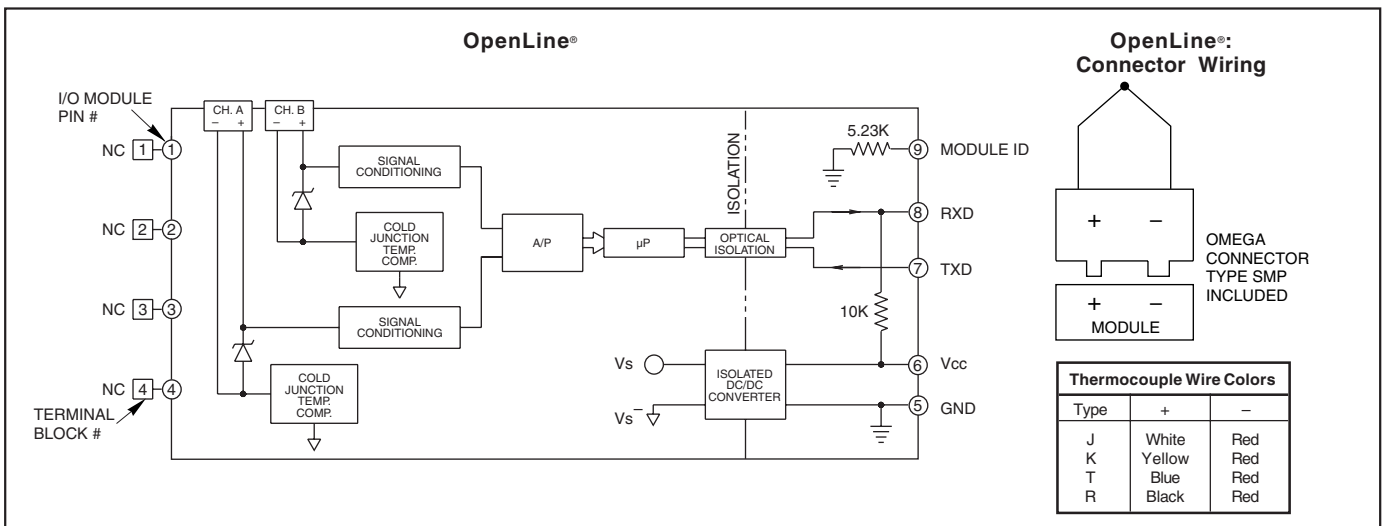 OpenLine®
I/O MODULE
PIN #
CH. A
– +
CH. B
– +
NC 1 1
NC 2 2
NC 3 3
NC 4 4
TERMINAL
BLOCK #
SIGNAL
CONDITIONING
COLD
JUNCTION
TEMP.
COMP.
SIGNAL
CONDITIONING
COLD
JUNCTION
TEMP.
COMP.
A/P
µP
OPTICAL
ISOLATION
ISOLATION
5.23K
9 MODULE ID
8 RXD
7 TXD
10K
Vs
Vs–
ISOLATED
DC/DC
CONVERTER
6 Vcc
5 GND
OpenLine®:
Connector Wiring
+ –
OMEGA
CONNECTOR
TYPE SMP
INCLUDED
+ –
MODULE
Thermocouple Wire Colors
Type + –
J White Red
K Yellow Red
T Blue Red
R Black Red